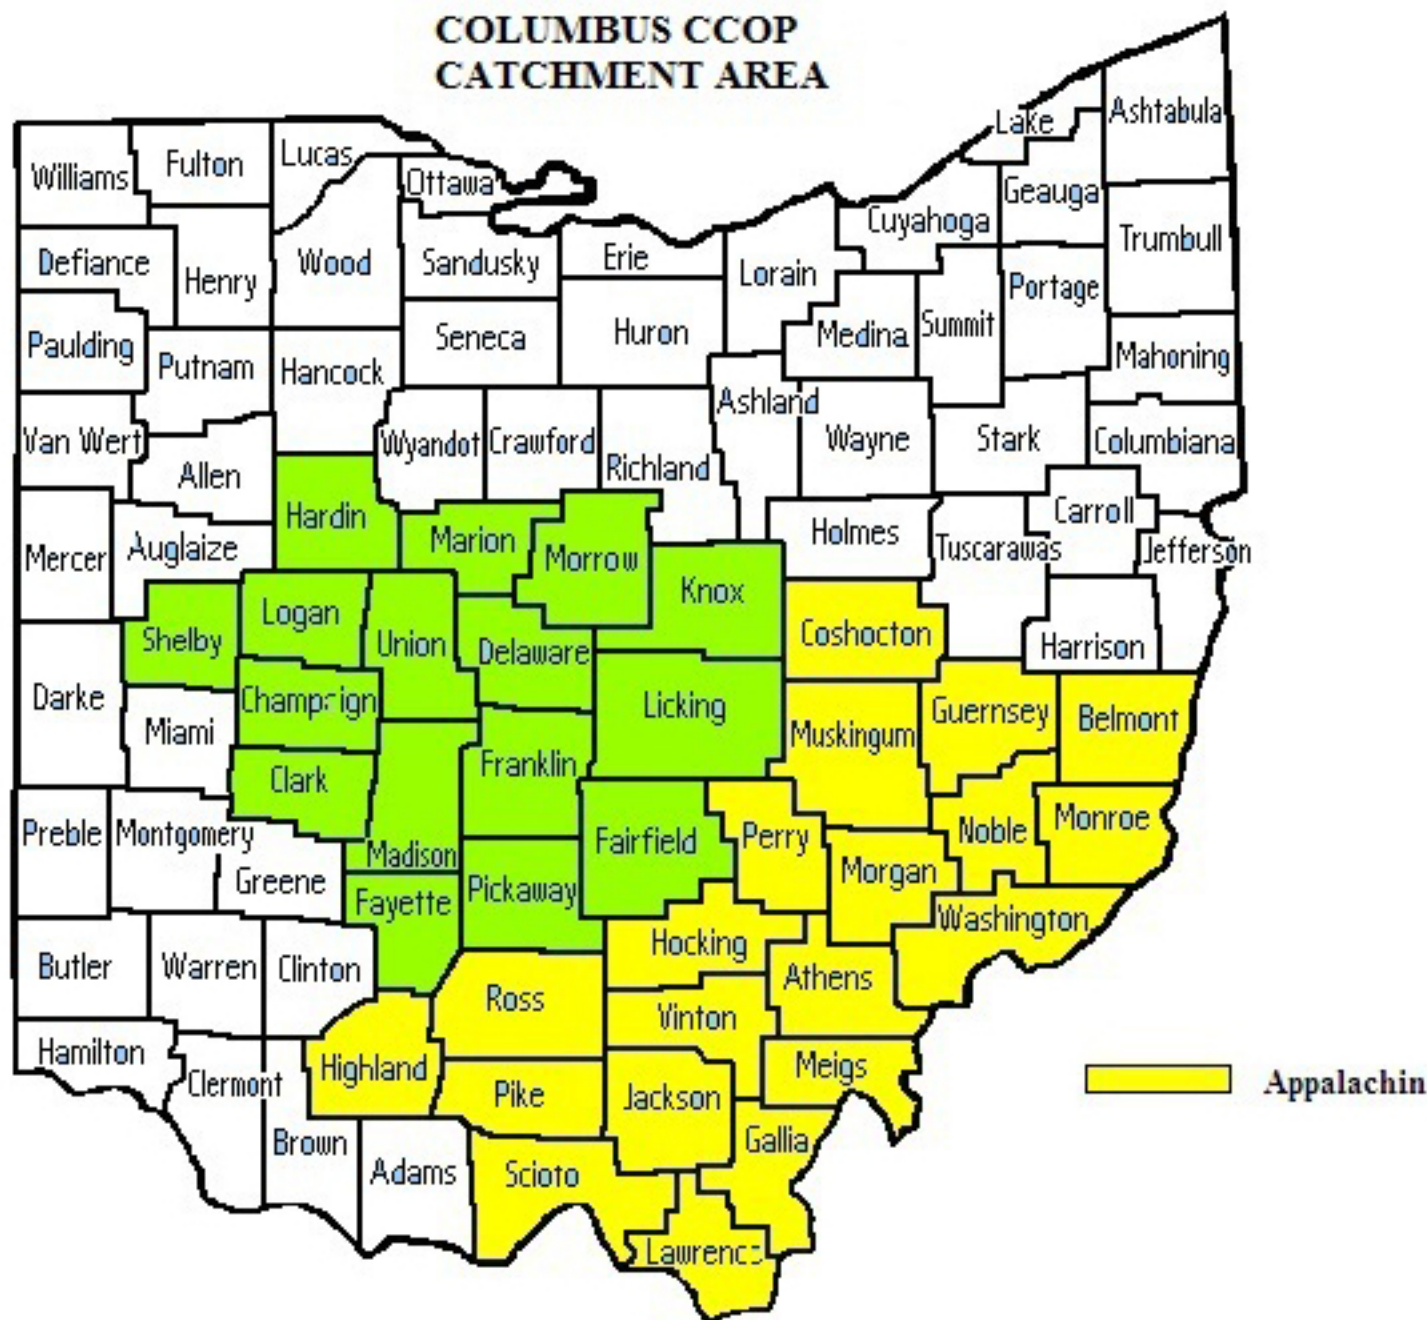 COLUMBUS CCOP
CATCHMENT AREA
Lake
Ashtabula
Williams
Fulton
Lucas
Ottawa
Geauga
Cuyahoga
Trumbull
Defiance
Henry
Wood
Sandusky
Erie
Lorain
Portage
Paulding
Putnam
Hancock
Seneca
Huron
Medina
Summit
Mahoning
Ashland
Van Wert
Allen
Wyandot
Crawford
Richland
Wayne
Stark
Columbiana
Hardin
Marion
Morrow
Holmes
Carroll
Mercer
Auglaize
Tuscarawas
Jefferson
Logan
Knox
Shelby
Union
Delaware
Coshocton
Harrison
Darke
Champaign
Licking
Miami
Muskingum
Guernsey
Belmont
Clark
Franklin
Preble
Montgomery
Madison
Fairfield
Perry
Noble
Monroe
Greene
Fayette
Pickaway
Morgan
Washington
Butler
Warren
Clinton
Hocking
Athens
Ross
Vinton
Hamilton
Clermont
Highland
Pike
Jackson
Meigs
Appalachin
Brown
Adams
Scioto
Gallia
Lawrence